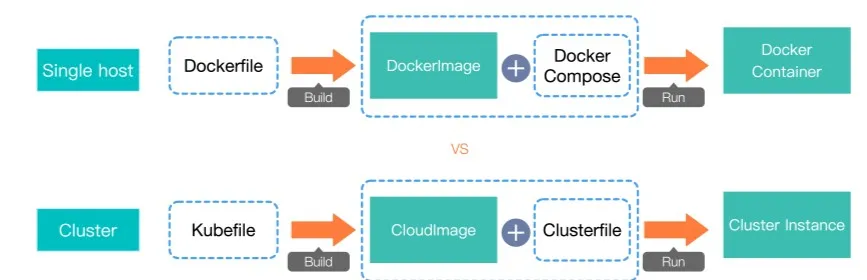 Single host
Dockerfile
Build
DockerImage
Docker
Compose
Run
Docker
Container
VS
Cluster
Kubefile
Build
CloudImage
Clusterfile
Run
Cluster Instance